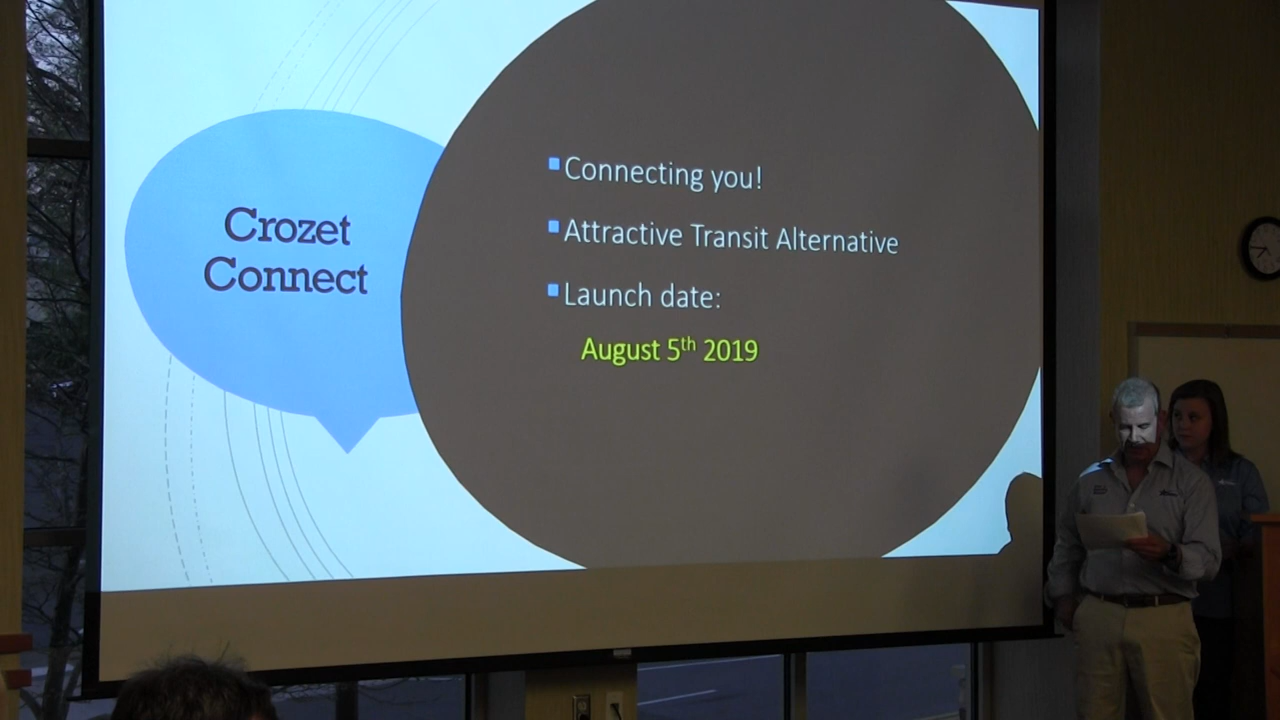 Crozet
Connect
Connecting you!
Attractive Transit Alternative
Launch date:
August 5th 2019